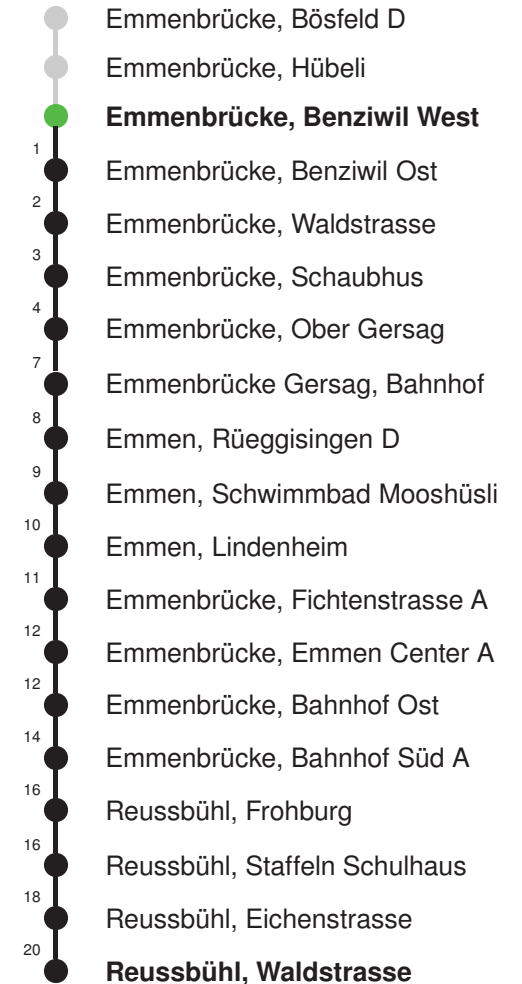 Emmenbrücke, Bösfeld D
Emmenbrücke, Hübeli
Emmenbrücke, Benziwil West
1
Emmenbrücke, Benziwil Ost
2
Emmenbrücke, Waldstrasse
3
Emmenbrücke, Schaubhus
4
Emmenbrücke, Ober Gersag
7
Emmenbrücke Gersag, Bahnhof
8
Emmen, Rüeggisingen D
9
Emmen, Schwimmbad Mooshüsli
10
Emmen, Lindenheim
11
Emmenbrücke, Fichtenstrasse A
12
Emmenbrücke, Emmen Center A
12
Emmenbrücke, Bahnhof Ost
14
Emmenbrücke, Bahnhof Süd A
16
Reussbühl, Frohburg
16
Reussbühl, Staffeln Schulhaus
18
Reussbühl, Eichenstrasse
20
Reussbühl, Waldstrasse